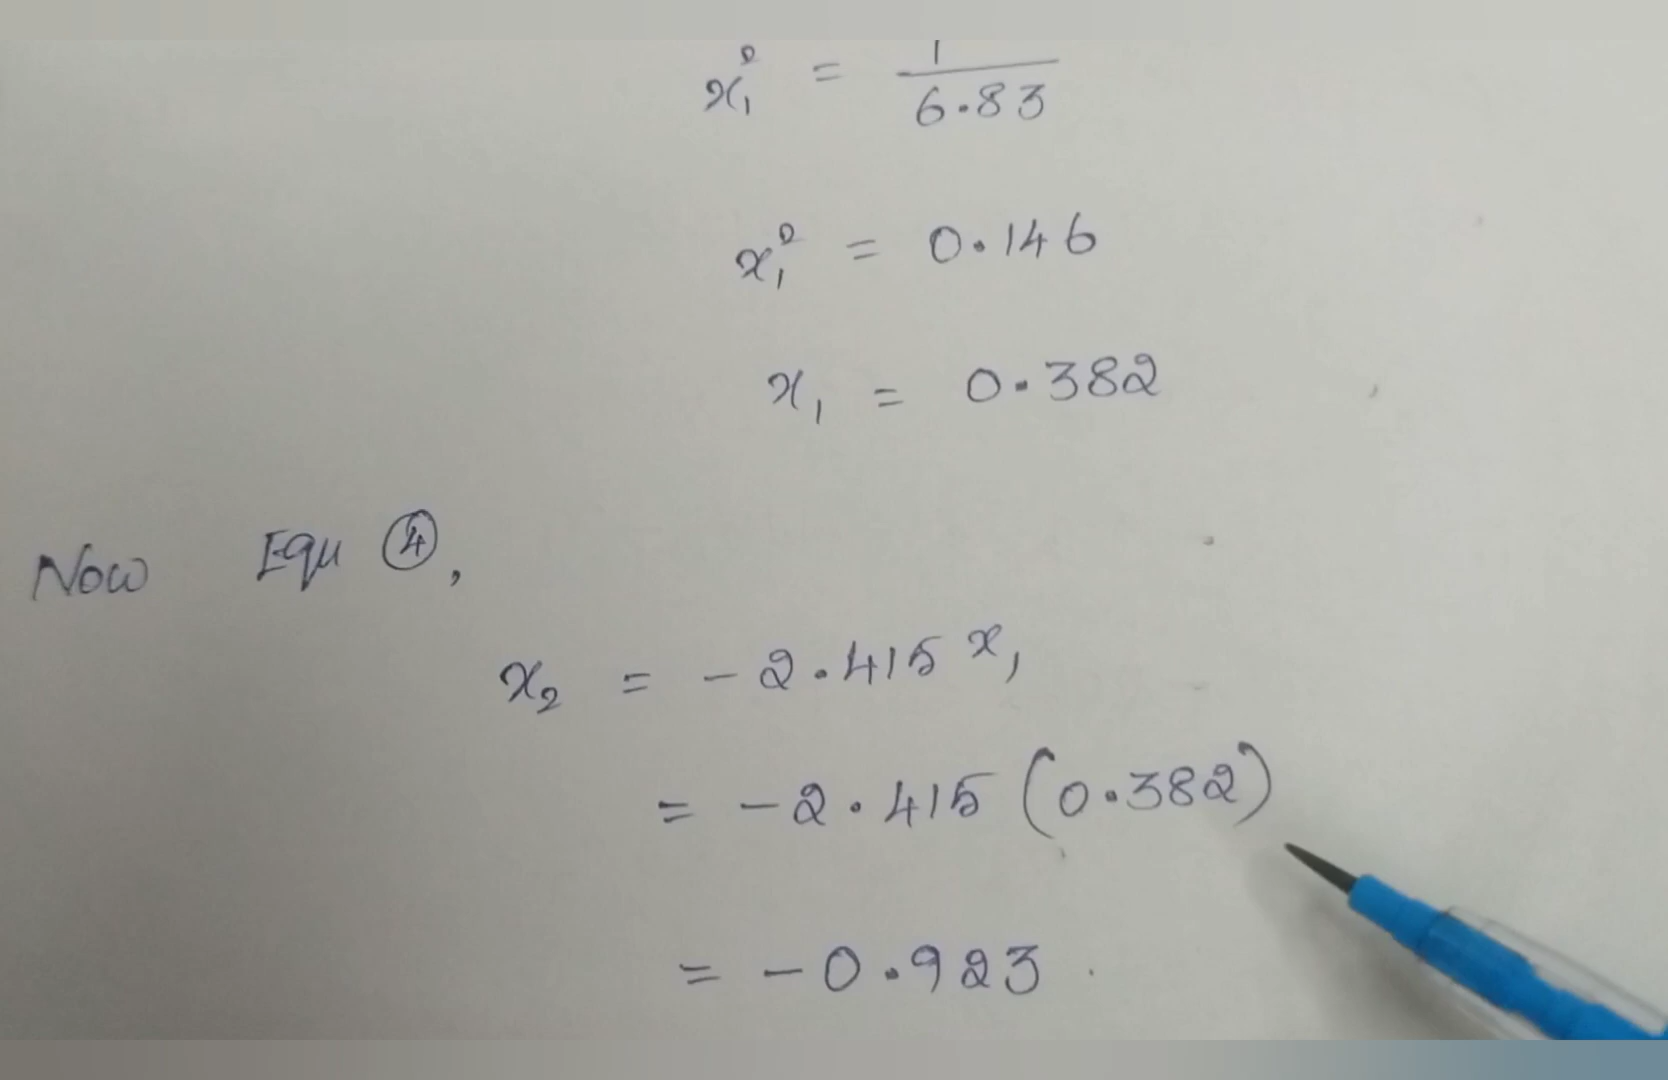 x₁² = 1/6.83
x₁² = 0.146
x₁ = 0.382
Now Equ ④,
x₂ = -2.415 x₁
= -2.415 (0.382)
= -0.923